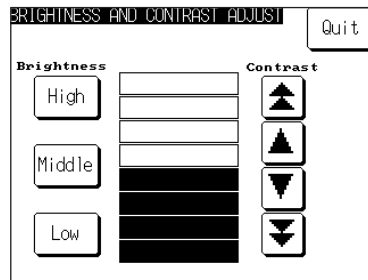 BRIGHTNESS AND CONTRAST ADJUST
Quit
Brightness
Contrast
High
Middle
Low